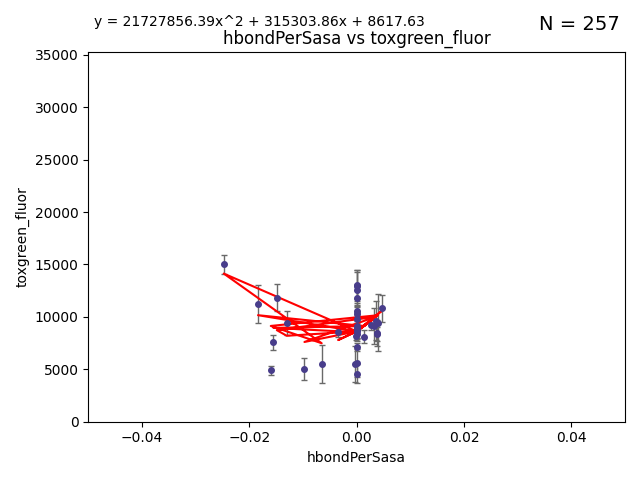 y = 21727856.39x^2 + 315303.86x + 8617.63
N = 257
hbondPerSasa vs toxgreen_fluor
35000
30000
25000
20000
15000
10000
5000
0
toxgreen_fluor
−0.04
−0.02
0.00
0.02
0.04
hbondPerSasa